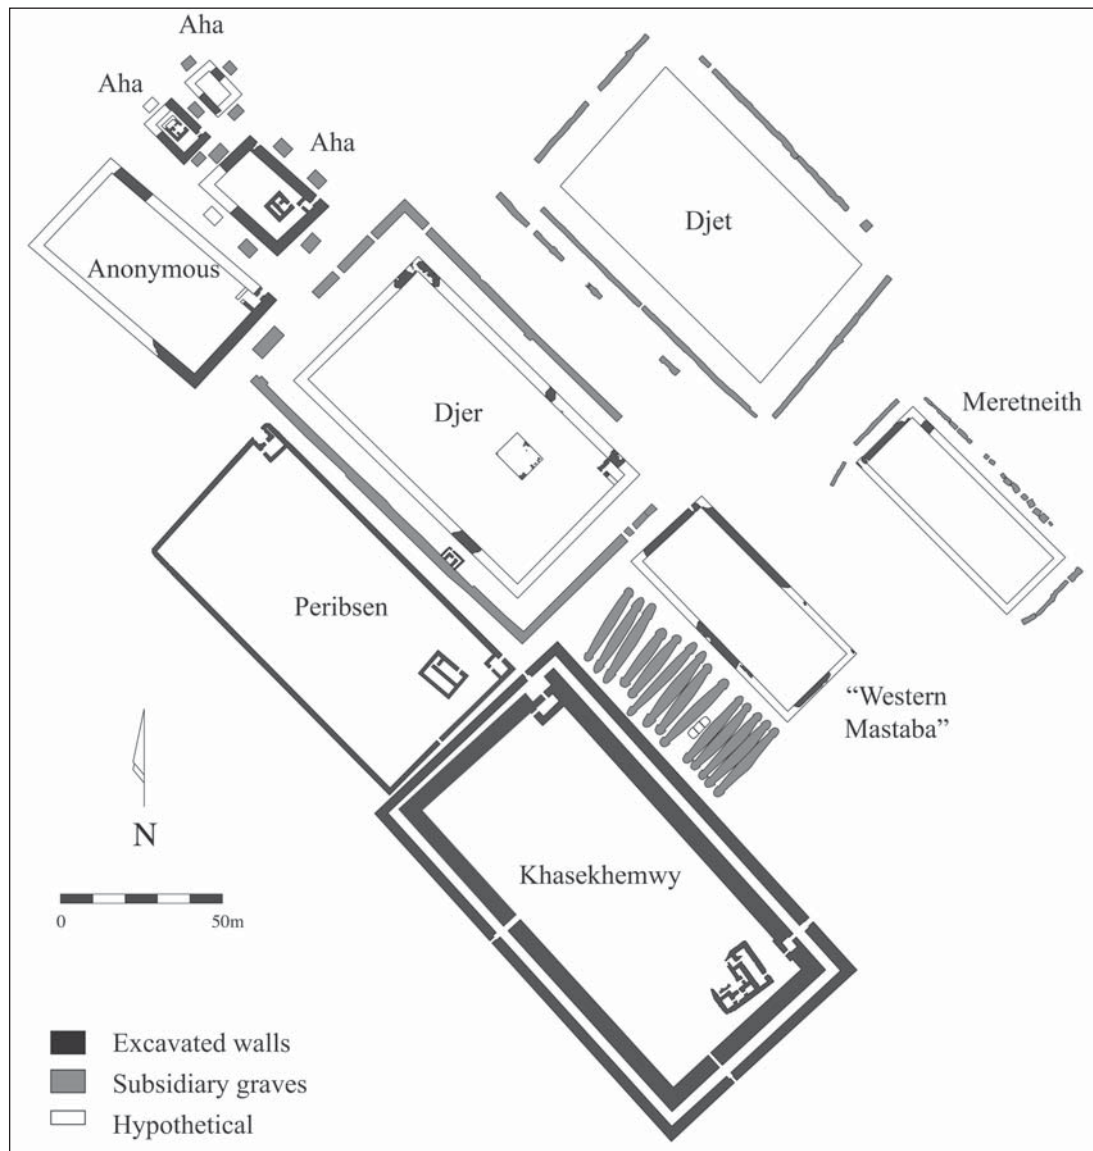 Aha
Aha
Aha
Djet
Anonymous
Meretneith
Djer
Peribsen
“Western
Mastaba”
N
Khasekhemwy
0 50m
Excavated walls
Subsidiary graves
Hypothetical